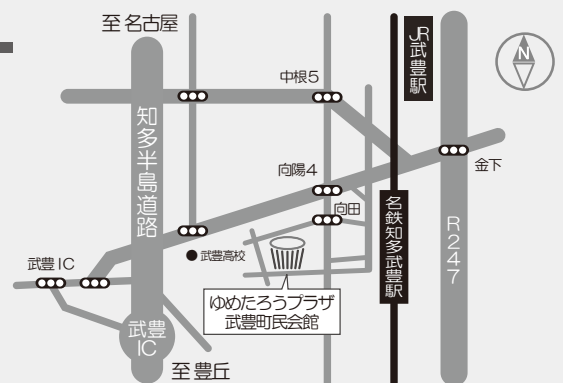 至 名古屋
JR武豊駅
N
中根5
知多半島道路
向陽4
金下
向田
名鉄知多武豊駅
R247
武豊高校
武豊 IC
ゆめたろうプラザ
武豊町民会館
武豊
IC
至 豊丘